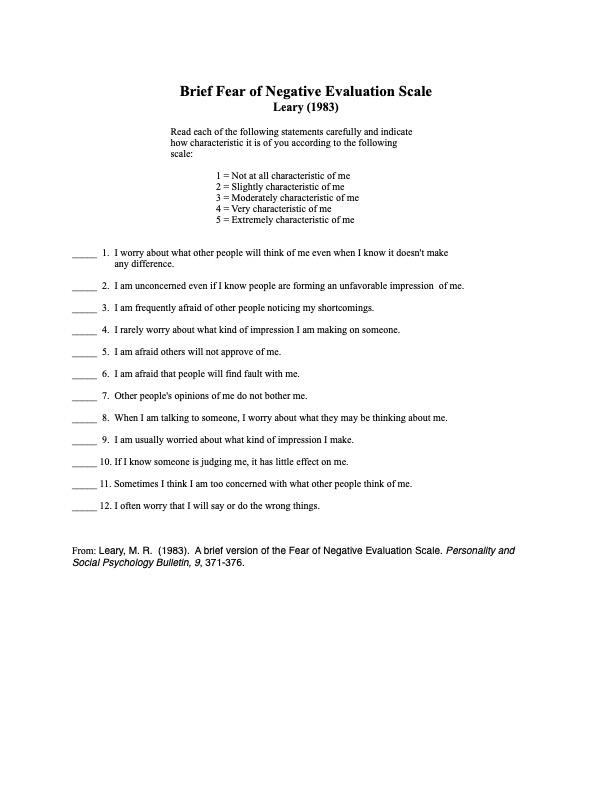 Brief Fear of Negative Evaluation Scale
Leary (1983)
Read each of the following statements carefully and indicate
how characteristic it is of you according to the following
scale:
1 = Not at all characteristic of me
2 = Slightly characteristic of me
3 = Moderately characteristic of me
4 = Very characteristic of me
5 = Extremely characteristic of me
_____ 1. I worry about what other people will think of me even when I know it doesn't make
any difference.
_____ 2. I am unconcerned even if I know people are forming an unfavorable impression of me.
_____ 3. I am frequently afraid of other people noticing my shortcomings.
_____ 4. I rarely worry about what kind of impression I am making on someone.
_____ 5. I am afraid others will not approve of me.
_____ 6. I am afraid that people will find fault with me.
_____ 7. Other people's opinions of me do not bother me.
_____ 8. When I am talking to someone, I worry about what they may be thinking about me.
_____ 9. I am usually worried about what kind of impression I make.
_____ 10. If I know someone is judging me, it has little effect on me.
_____ 11. Sometimes I think I am too concerned with what other people think of me.
_____ 12. I often worry that I will say or do the wrong things.
From: Leary, M. R. (1983). A brief version of the Fear of Negative Evaluation Scale. Personality and
Social Psychology Bulletin, 9, 371-376.